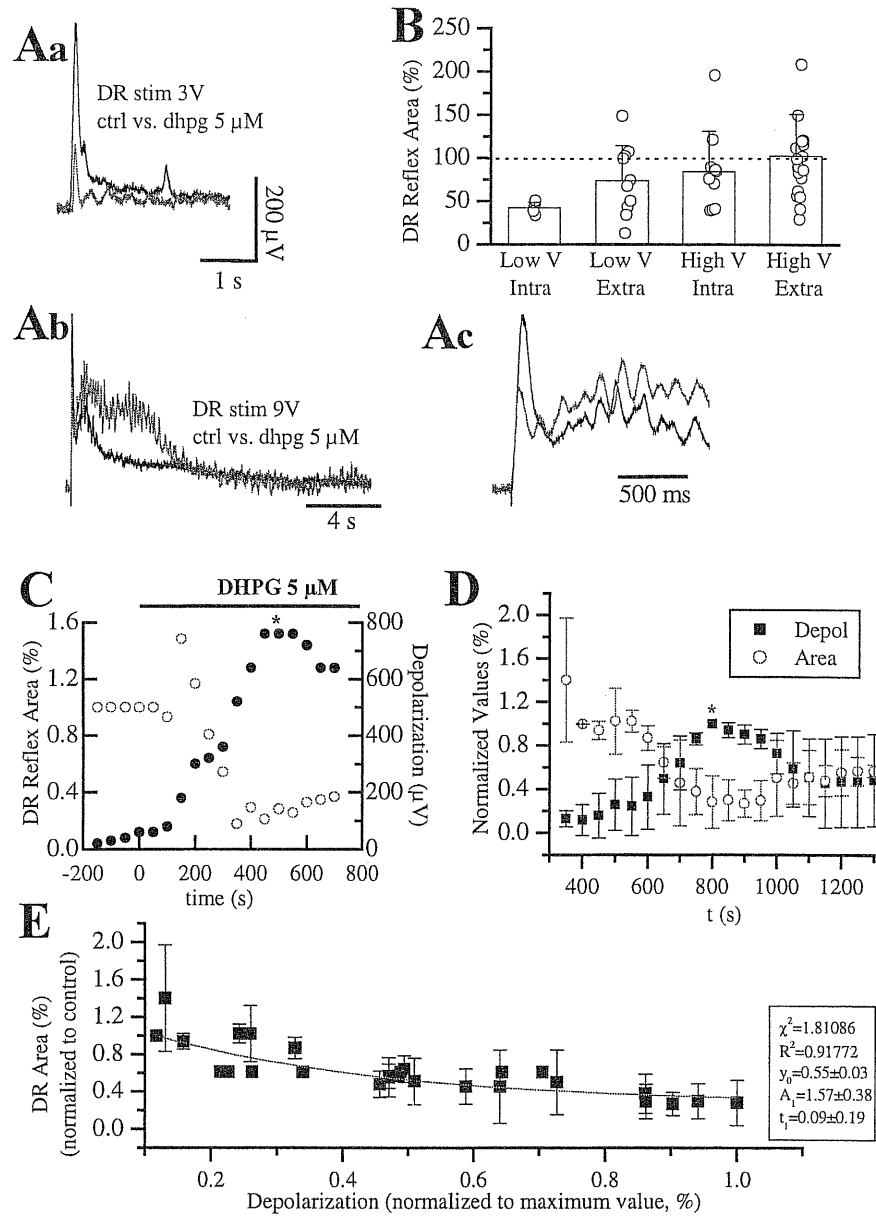 Aa
DR stim 3V
ctrl vs. dhpg 5 µM
200 µV
1 s
B
DR Reflex Area (%)
250
200
150
100
50
0
Low V
Intra
Low V
Extra
High V
Intra
High V
Extra
Ab
DR stim 9V
ctrl vs. dhpg 5 µM
4 s
Ac
500 ms
C
DHPG 5 µM
DR Reflex Area (%)
1.6
1.2
0.8
0.4
0.0
*
800
600
400
200
0
Depolarization (µV)
-200 0 200 400 600 800
time (s)
D
Normalized Values (%)
2.0
1.6
1.2
0.8
0.4
0.0
Depol
Area
*
400 600 800 1000 1200
t (s)
E
DR Area (%)
(normalized to control)
2.0
1.6
1.2
0.8
0.4
0.0
χ²=1.81086
R²=0.91772
y₀=0.55±0.03
A₁=1.57±0.38
t₁=0.09±0.19
0.2 0.4 0.6 0.8 1.0
Depolarization (normalized to maximum value, %)